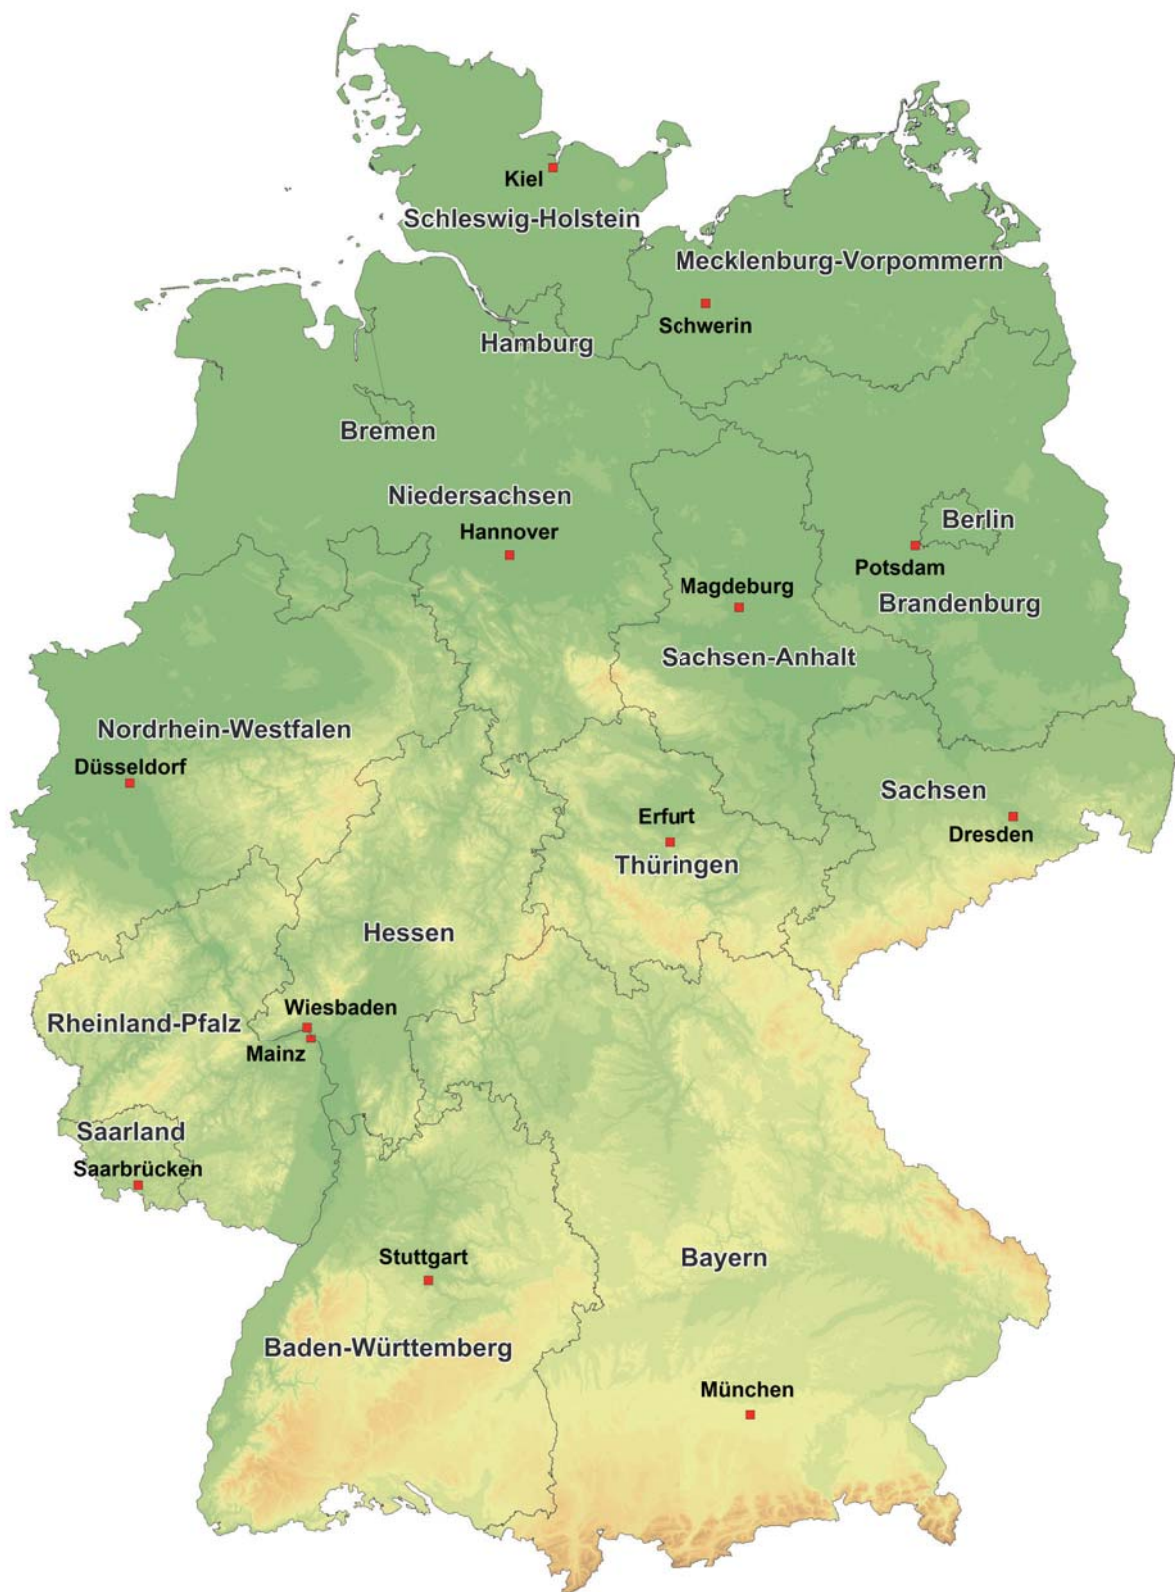 Kiel
Schleswig-Holstein
Mecklenburg-Vorpommern
Schwerin
Hamburg
Bremen
Niedersachsen
Hannover
Berlin
Potsdam
Magdeburg
Brandenburg
Sachsen-Anhalt
Nordrhein-Westfalen
Düsseldorf
Sachsen
Erfurt
Dresden
Thüringen
Hessen
Wiesbaden
Rheinland-Pfalz
Mainz
Saarland
Saarbrücken
Stuttgart
Bayern
Baden-Württemberg
München